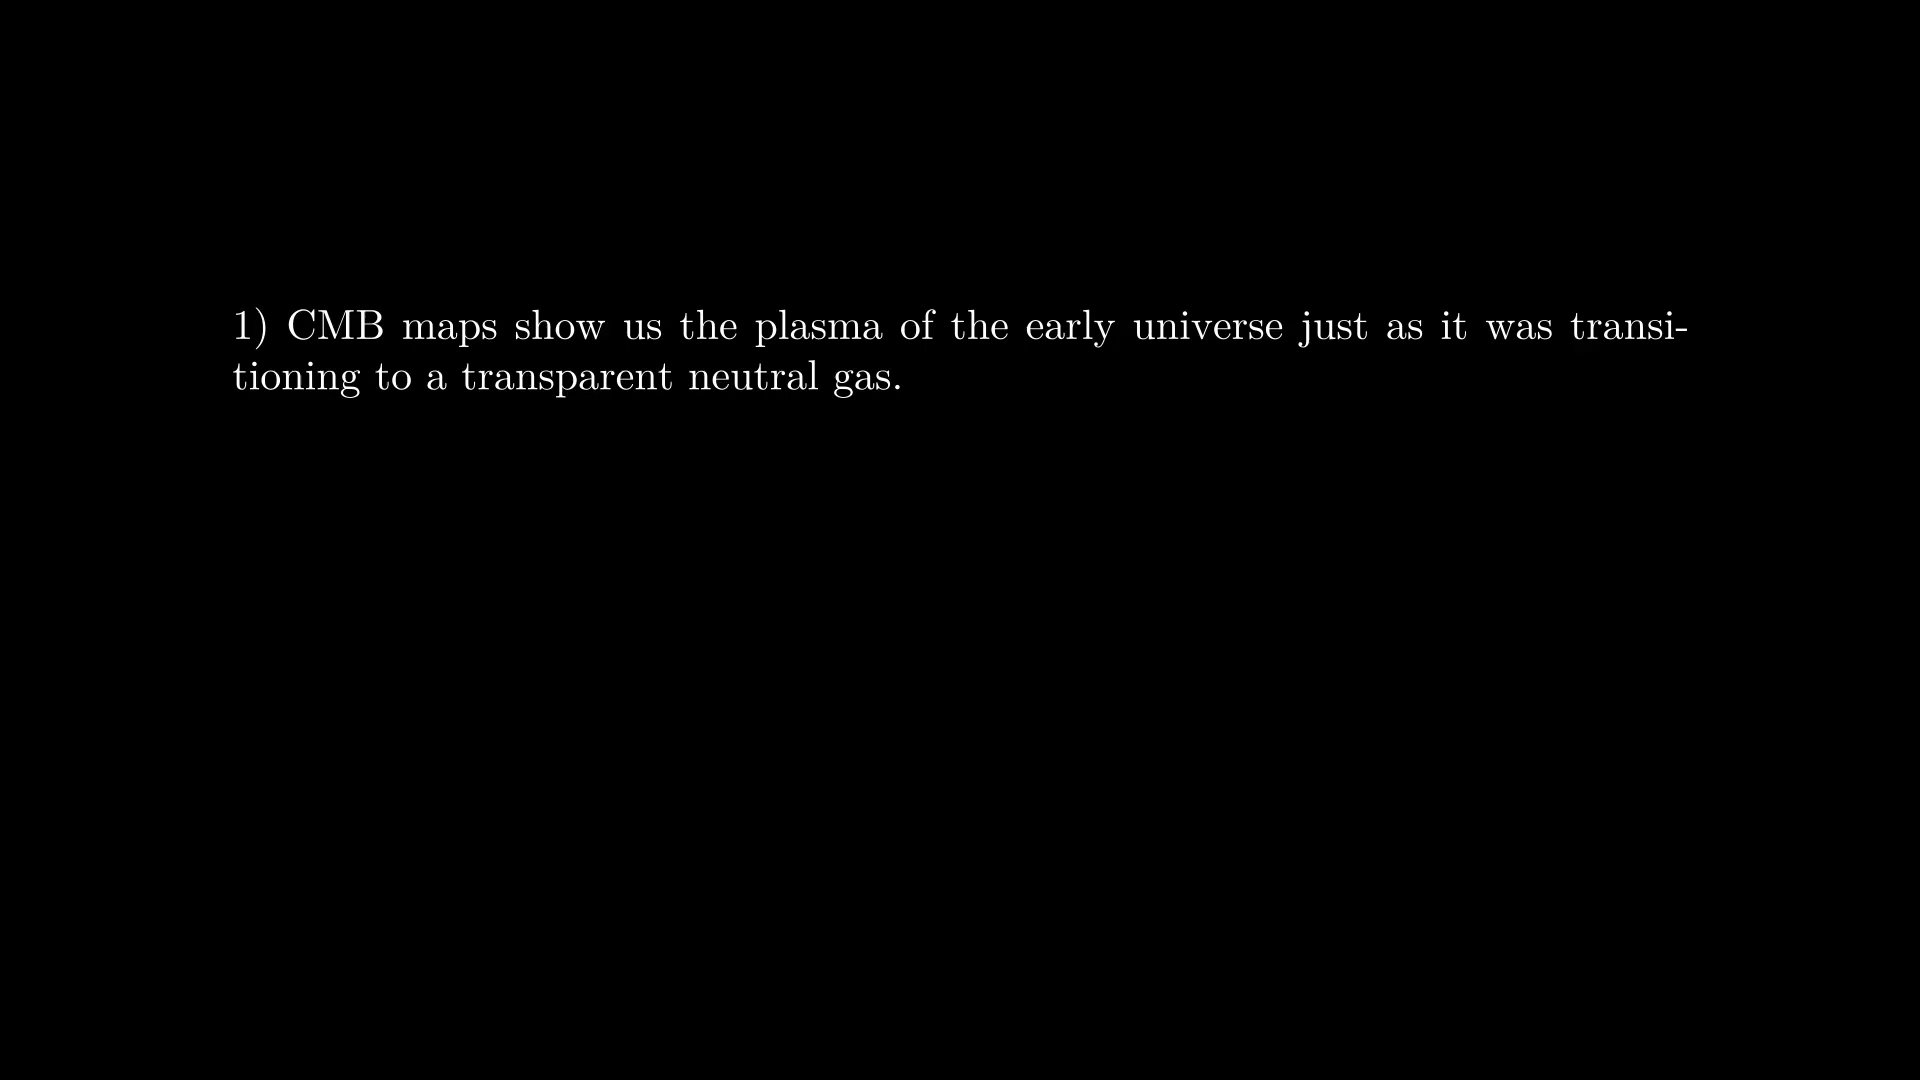 1) CMB maps show us the plasma of the early universe just as it was transi-
tioning to a transparent neutral gas.